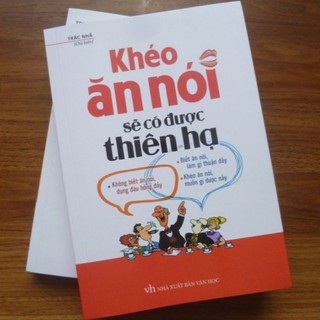 TRÁC NHÃ
Khéo
ăn nói
sẽ có được
thiên hạ
• Không biết ăn nói,
đụng đâu hỏng đấy
• Biết ăn nói,
làm gì thuận đấy
• Khéo ăn nói,
muốn gì được nấy
vh NHÀ XUẤT BẢN VĂN HỌC